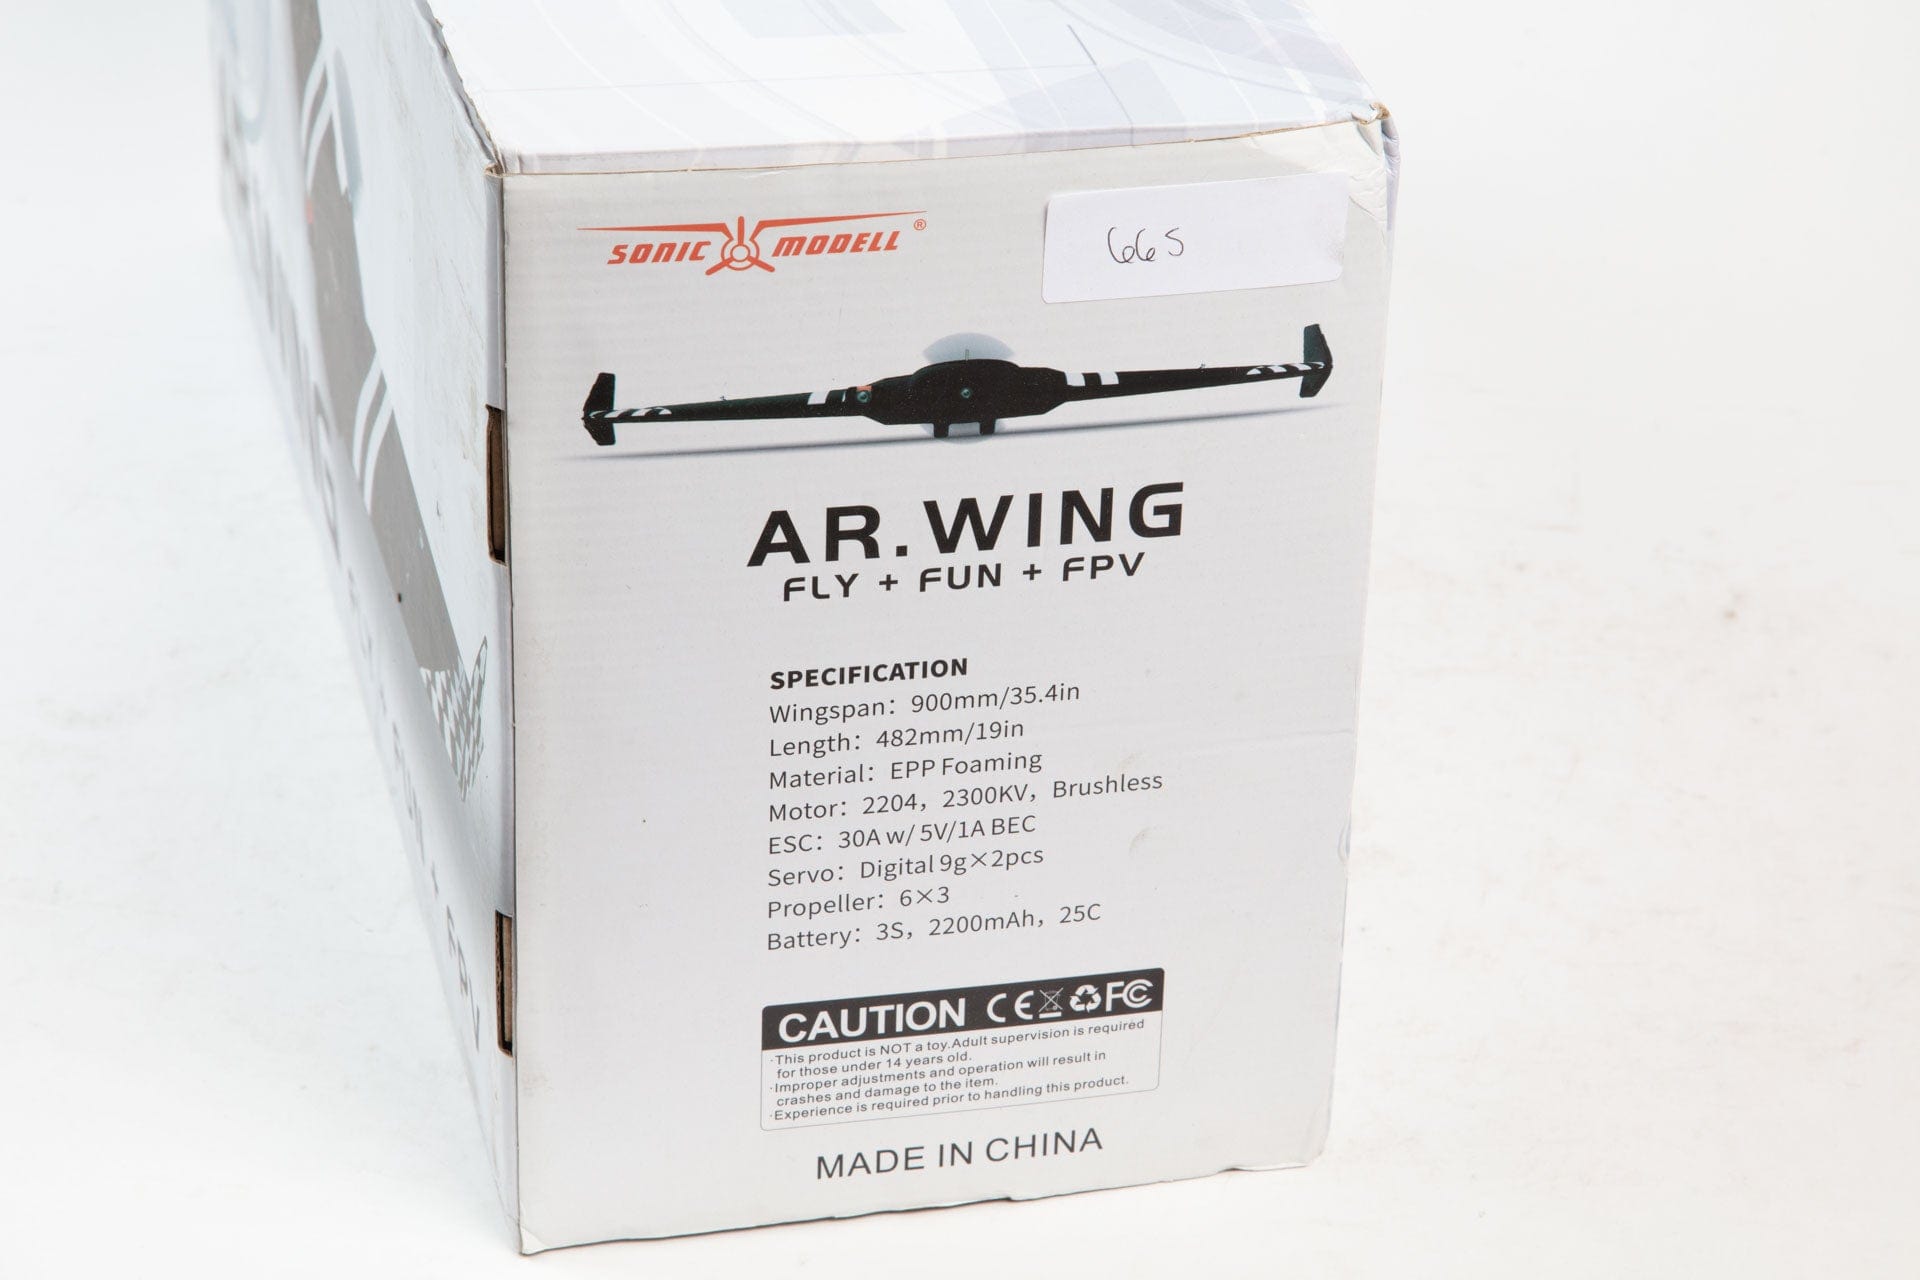 SONIC MODELL ®
665
AR.WING
FLY + FUN + FPV
SPECIFICATION
Wingspan: 900mm/35.4in
Length: 482mm/19in
Material: EPP Foaming
Motor: 2204, 2300KV, Brushless
ESC: 30A w/ 5V/1A BEC
Servo: Digital 9g×2pcs
Propeller: 6×3
Battery: 3S, 2200mAh, 25C
CAUTION CE FC
·This product is NOT a toy.Adult supervision is required
for those under 14 years old.
·Improper adjustments and operation will result in
crashes and damage to the item.
·Experience is required prior to handling this product.
MADE IN CHINA
FLY + FUN + FPV